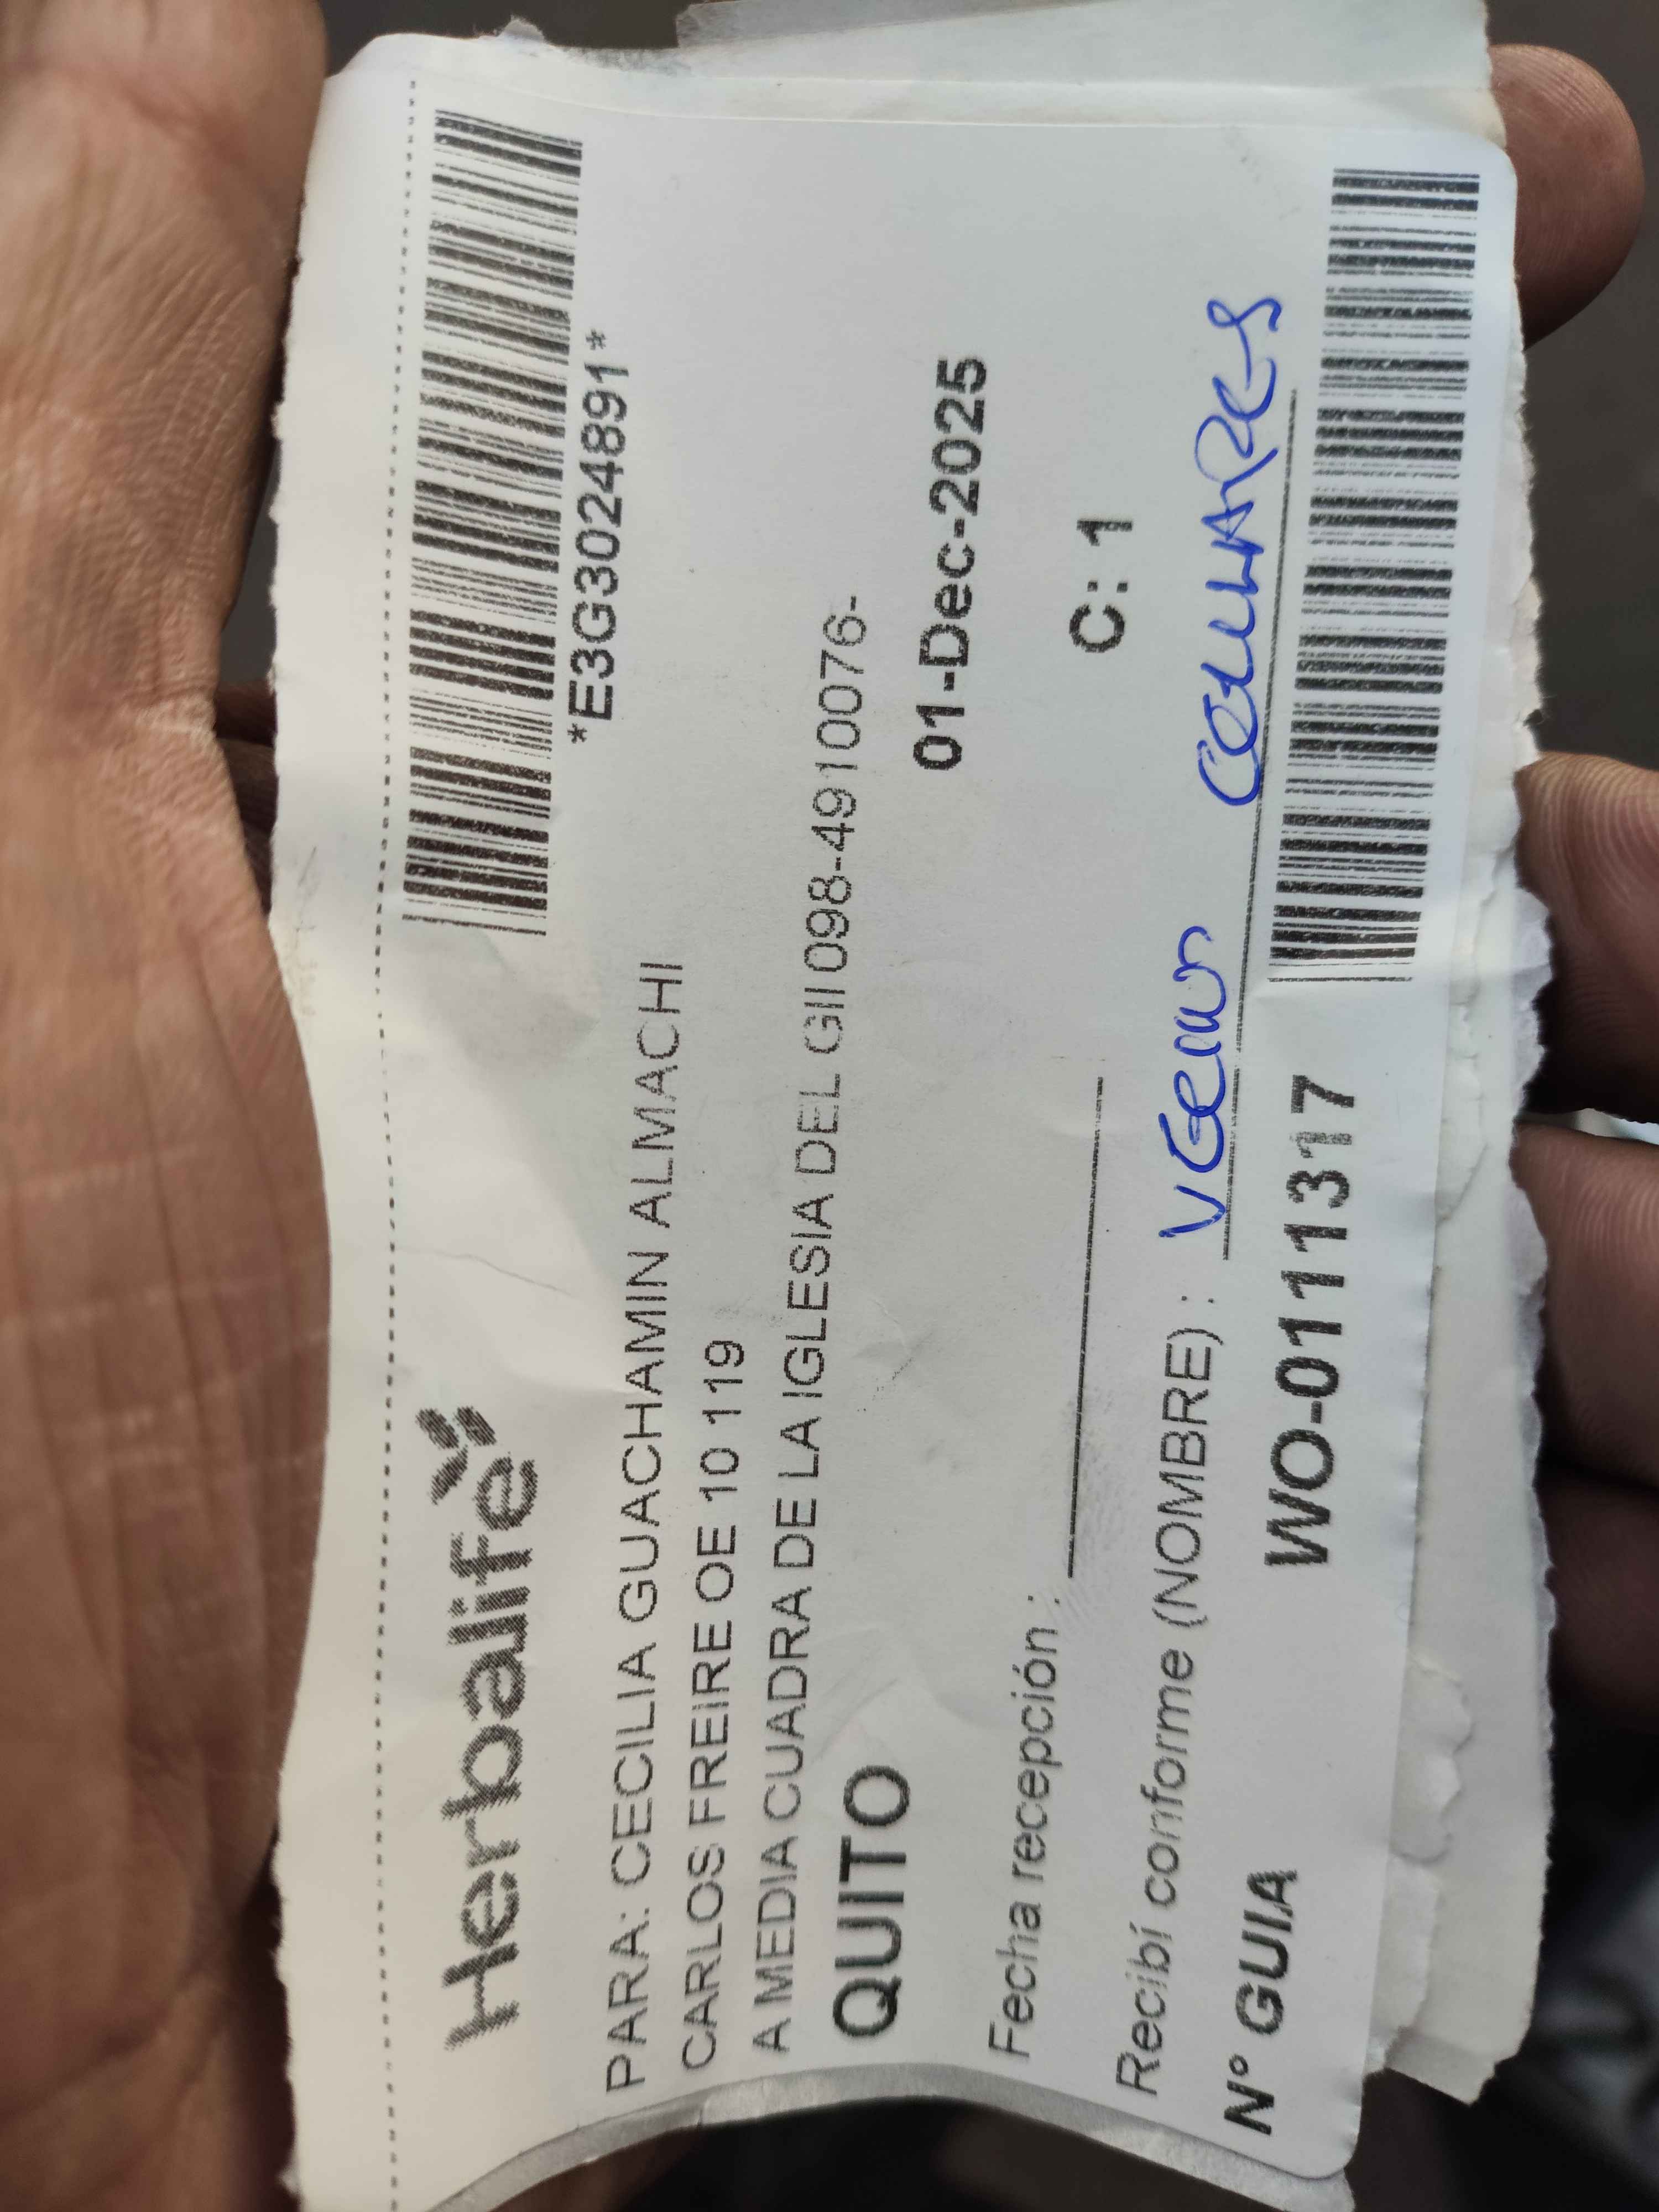 Herbalife
*E3G3024891*
PARA: CECILIA GUACHAMIN ALMACHI
CARLOS FREIRE OE 10 119
A MEDIA CUADRA DE LA IGLESIA DEL GII 098-4910076-
QUITO
01-Dec-2025
Fecha recepción :
C: 1
Recibí conforme (NOMBRE) :
N° GUIA WO-0111317